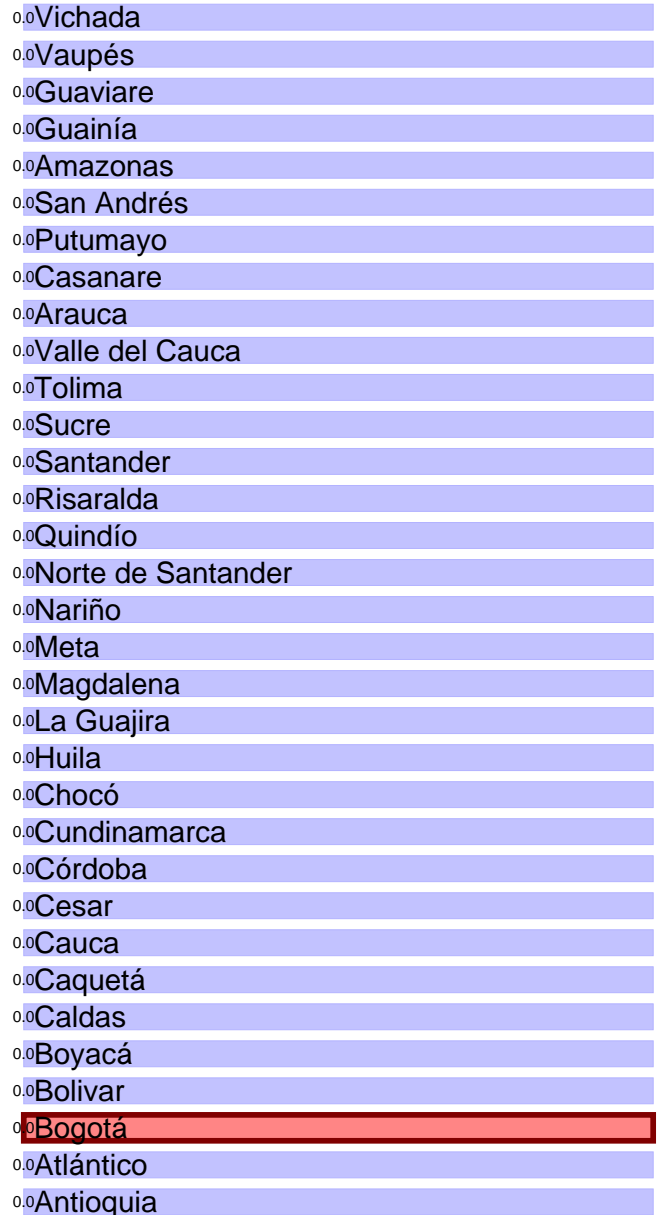 0.0Vichada
0.0Vaupés
0.0Guaviare
0.0Guainía
0.0Amazonas
0.0San Andrés
0.0Putumayo
0.0Casanare
0.0Arauca
0.0Valle del Cauca
0.0Tolima
0.0Sucre
0.0Santander
0.0Risaralda
0.0Quindío
0.0Norte de Santander
0.0Nariño
0.0Meta
0.0Magdalena
0.0La Guajira
0.0Huila
0.0Chocó
0.0Cundinamarca
0.0Córdoba
0.0Cesar
0.0Cauca
0.0Caquetá
0.0Caldas
0.0Boyacá
0.0Bolivar
0.0Bogotá
0.0Atlántico
0.0Antioquia